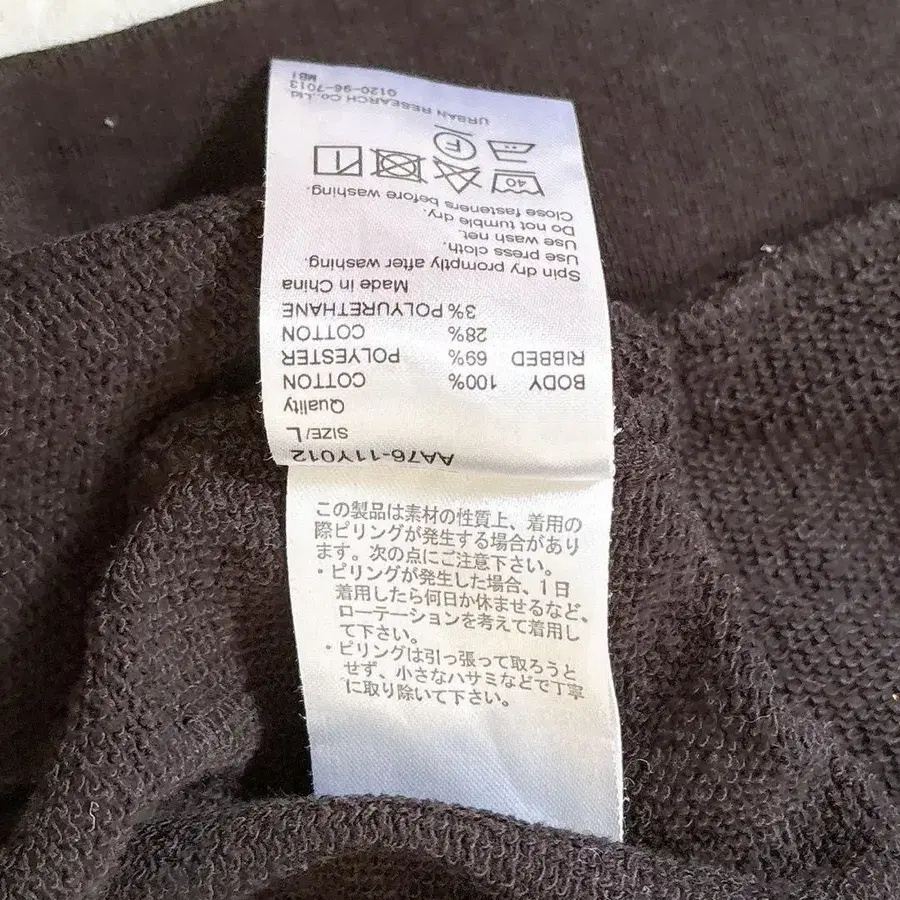 AA76-11Y012
SIZE/L
Quality
BODY 100% COTTON
RIBBED 69% POLYESTER
28% COTTON
3% POLYURETHANE
Made in China
Spin dry promptly after washing.
Use press cloth.
Use wash net.
Do not tumble dry.
Close fasteners before washing.
40
F
URBAN RESEARCH Co.,Ltd.
0120-96-7013
MB1
この製品は素材の性質上、着用の
際ピリングが発生する場合があり
ます。次の点にご注意下さい。
・ピリングが発生した場合、1日
着用したら何日か休ませるなど、
ローテーションを考えて着用し
て下さい。
・ピリングは引っ張って取ろうと
せず、小さなハサミなどで丁寧
に取り除いて下さい。